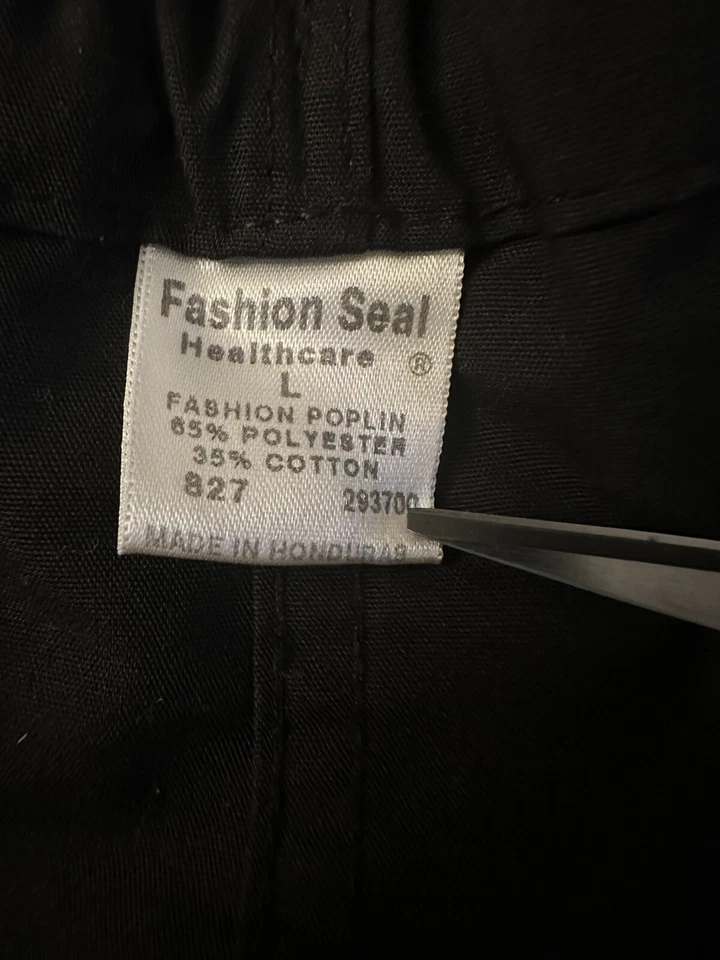 Fashion Seal
Healthcare ®
L
FASHION POPLIN
65% POLYESTER
35% COTTON
827 293700
MADE IN HONDURAS